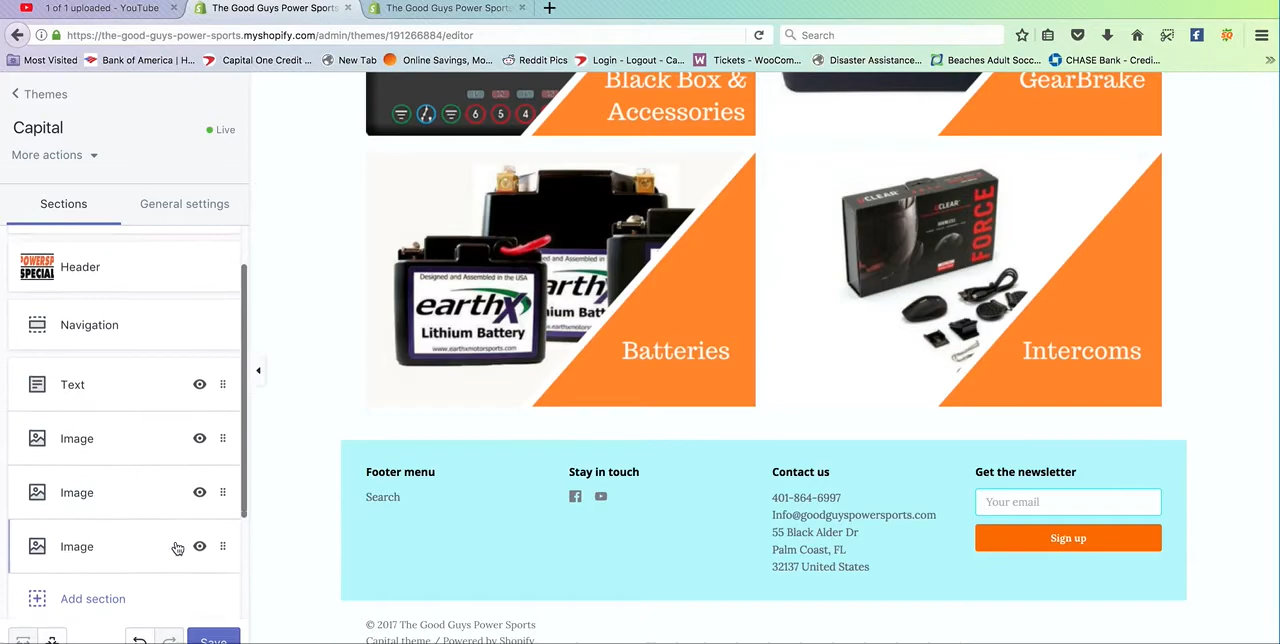 1 of 1 uploaded - YouTube
The Good Guys Power Sports
The Good Guys Power Sports
https://the-good-guys-power-sports.myshopify.com/admin/themes/191266884/editor
Search
Most Visited
Bank of America | H...
Capital One Credit ...
New Tab
Online Savings, Mo...
Reddit Pics
Login - Logout - Ca...
Tickets - WooCom...
Disaster Assistance...
Beaches Adult Socc...
CHASE Bank - Credi...
Themes
Capital
Live
More actions
Sections
General settings
Header
Navigation
Text
Image
Image
Image
Add section
Save
Black Box &
Accessories
6 5 4
GearBrake
Designed and Assembled in the USA
earthX
Lithium Battery
www.earthxmotorsports.com
Batteries
UCLEAR
FORCE
Intercoms
Footer menu
Search
Stay in touch
Contact us
401-864-6997
Info@goodguyspowersports.com
55 Black Alder Dr
Palm Coast, FL
32137 United States
Get the newsletter
Your email
Sign up
© 2017 The Good Guys Power Sports
Capital theme / Powered by Shopify